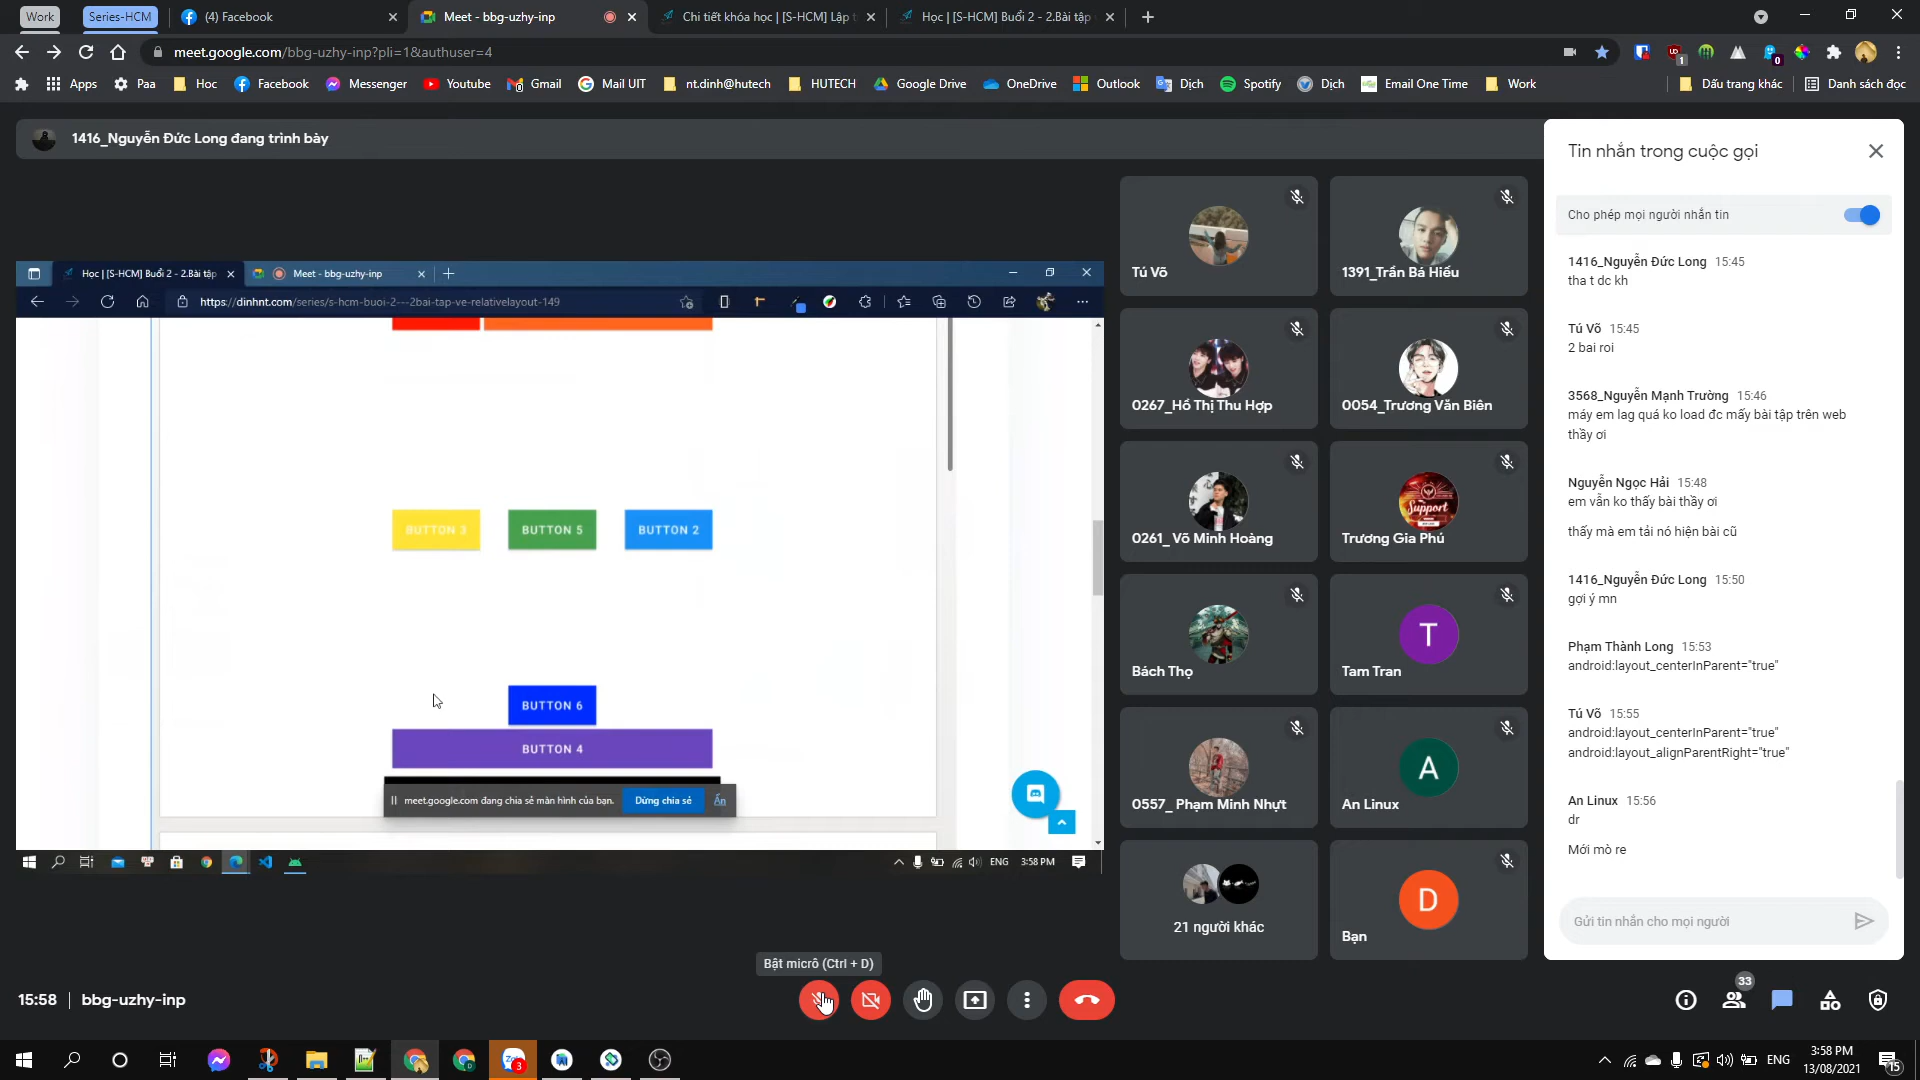 Work
Series-HCM
(4) Facebook
Meet - bbg-uzhy-inp
Chi tiết khóa học | [S-HCM] Lập t
Học | [S-HCM] Buổi 2 - 2.Bài tập
meet.google.com/bbg-uzhy-inp?pli=1&authuser=4
1
0
Apps
Paa
Hoc
Facebook
Messenger
Youtube
Gmail
Mail UIT
nt.dinh@hutech
HUTECH
Google Drive
OneDrive
Outlook
Dịch
Spotify
Dịch
Email One Time
Work
Dấu trang khác
Danh sách đọc
1416_Nguyễn Đức Long đang trình bày
Học | [S-HCM] Buổi 2 - 2.Bài tập
Meet - bbg-uzhy-inp
https://dinhnt.com/series/s-hcm-buoi-2---2bai-tap-ve-relativelayout-149
BUTTON 3
BUTTON 5
BUTTON 2
BUTTON 6
BUTTON 4
meet.google.com đang chia sẻ màn hình của bạn.
Dừng chia sẻ
Ẩn
ENG
3:58 PM
Tú Võ
1391_Trần Bá Hiếu
0267_Hồ Thị Thu Hợp
0054_Trương Văn Biên
0261_ Võ Minh Hoàng
Support
Trương Gia Phú
Bách Thọ
T
Tam Tran
0557_ Phạm Minh Nhựt
A
An Linux
21 người khác
D
Bạn
Tin nhắn trong cuộc gọi
Cho phép mọi người nhắn tin
1416_Nguyễn Đức Long 15:45
tha t dc kh
Tú Võ 15:45
2 bai roi
3568_Nguyễn Mạnh Trường 15:46
máy em lag quá ko load đc mấy bài tập trên web
thầy ơi
Nguyễn Ngọc Hải 15:48
em vẫn ko thấy bài thầy ơi
thấy mà em tải nó hiện bài cũ
1416_Nguyễn Đức Long 15:50
gợi ý mn
Phạm Thành Long 15:53
android:layout_centerInParent="true"
Tú Võ 15:55
android:layout_centerInParent="true"
android:layout_alignParentRight="true"
An Linux 15:56
dr
Mới mò re
Gửi tin nhắn cho mọi người
Bật micrô (Ctrl + D)
15:58 | bbg-uzhy-inp
33
3
ENG
3:58 PM
13/08/2021
15